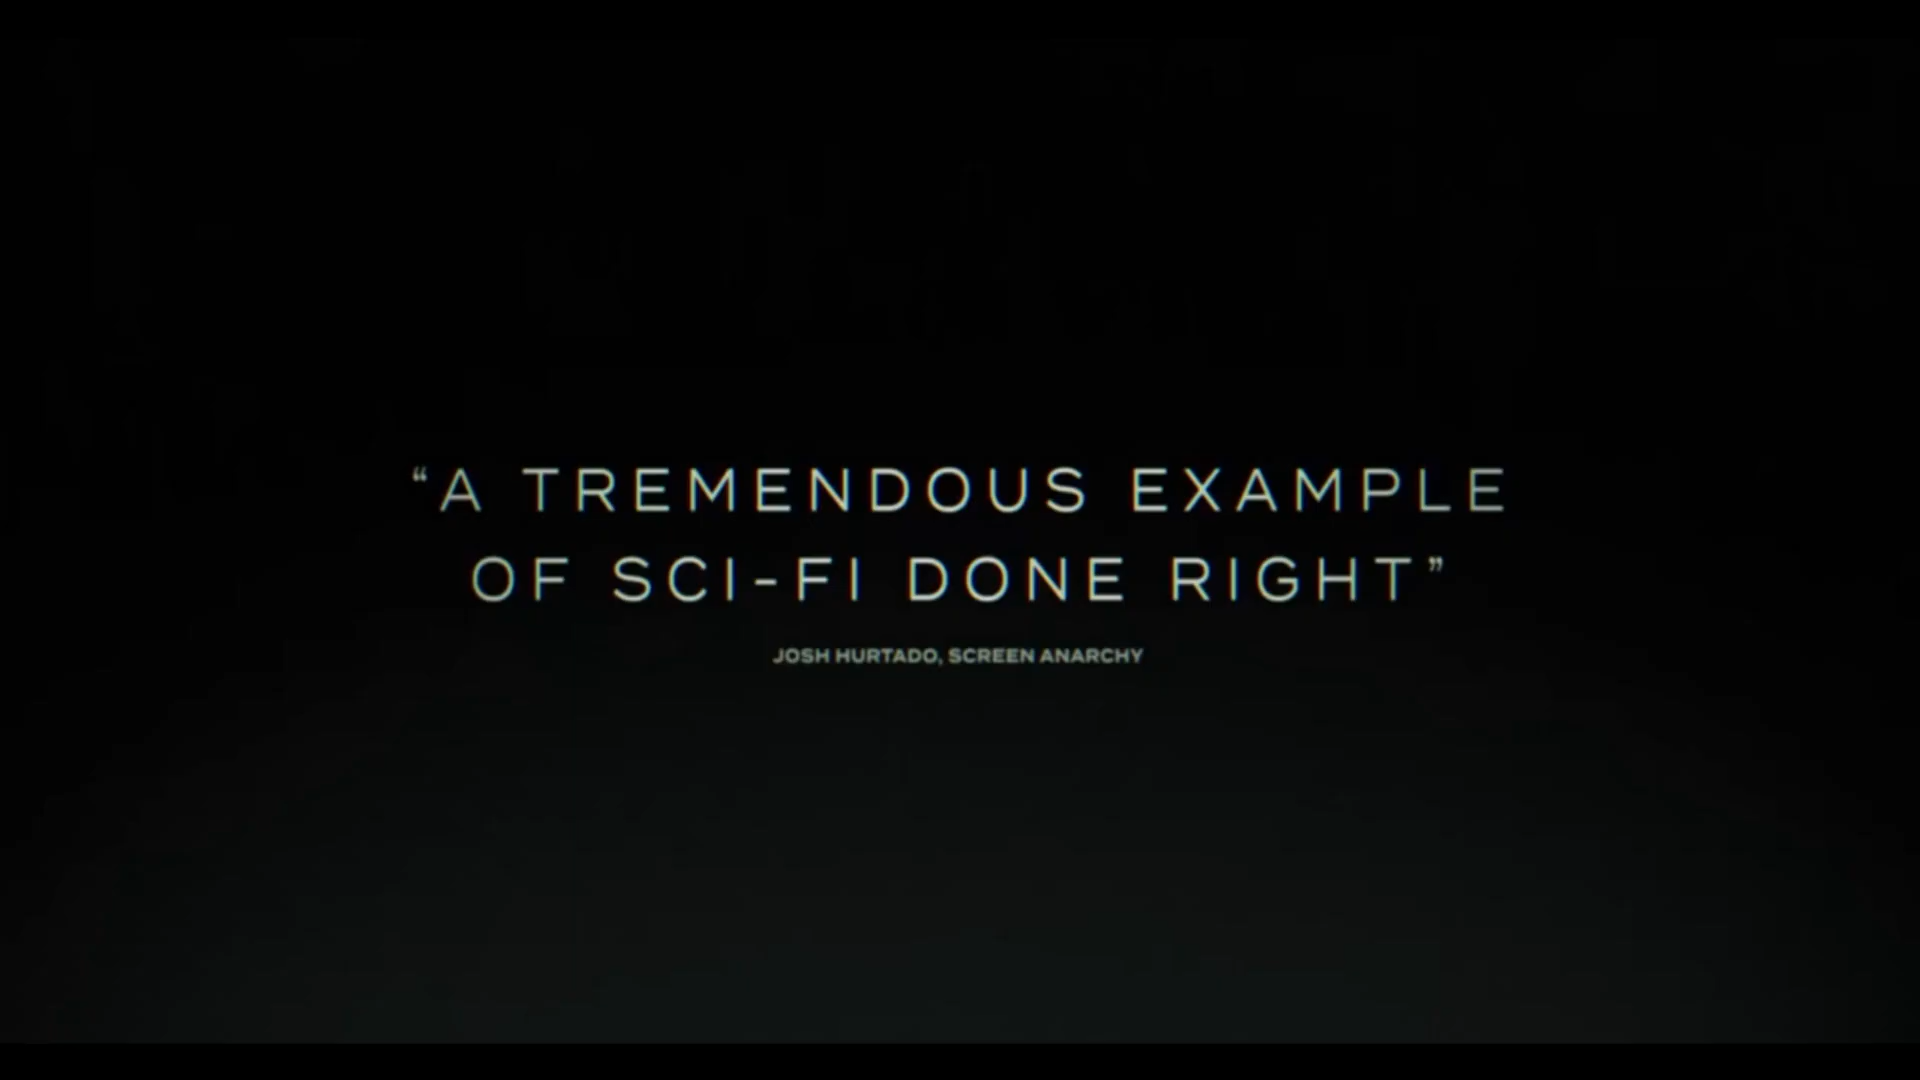 “A TREMENDOUS EXAMPLE
OF SCI-FI DONE RIGHT”
JOSH HURTADO, SCREEN ANARCHY